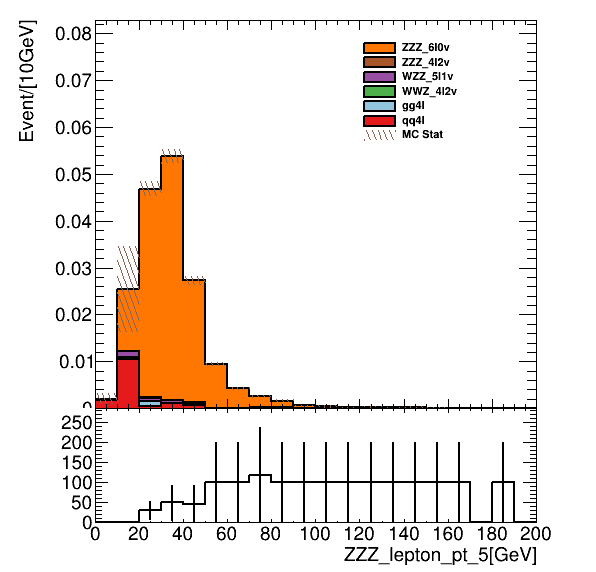 Event/[10GeV]
0.08
0.07
0.06
0.05
0.04
0.03
0.02
0.01
0
ZZZ_6l0v
ZZZ_4l2v
WZZ_5l1v
WWZ_4l2v
gg4l
qq4l
MC Stat
250
200
150
100
50
0
0 20 40 60 80 100 120 140 160 180 200
ZZZ_lepton_pt_5[GeV]